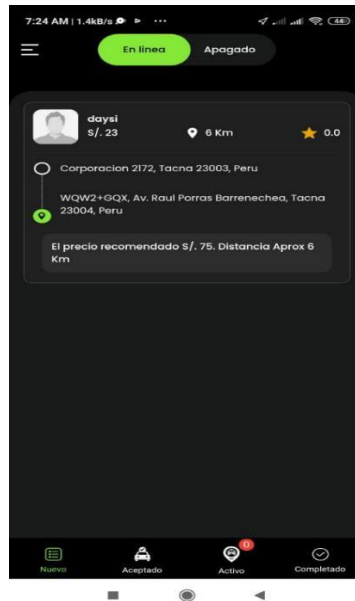 7:24 AM | 1.4kB/s
44
En línea
Apagado
daysi
S/. 23
6 Km
0.0
Corporacion 2172, Tacna 23003, Peru
WQW2+GQX, Av. Raul Porras Barrenechea, Tacna
23004, Peru
El precio recomendado S/. 75. Distancia Aprox 6
Km
0
Nuevo
Aceptado
Activo
Completado